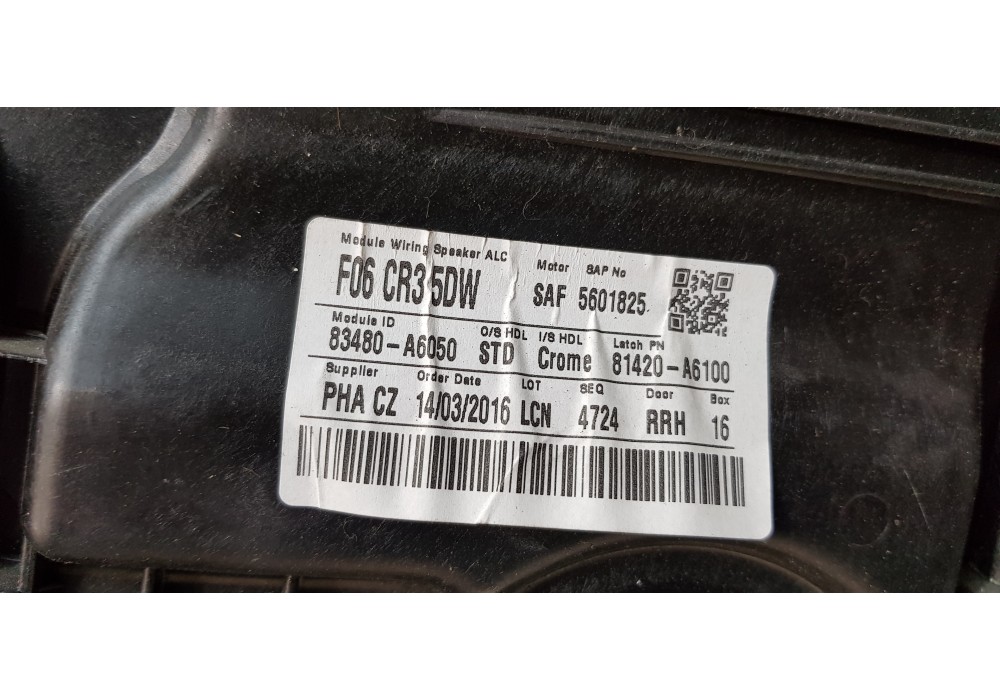 Module Wiring Speaker ALC Motor SAP No
F06 CR3 5DW SAF 5601825
Module ID O/S HDL I/S HDL Latch PN
83480-A6050 STD Crome 81420-A6100
Supplier Order Date LOT SEQ Door Box
PHA CZ 14/03/2016 LCN 4724 RRH 16